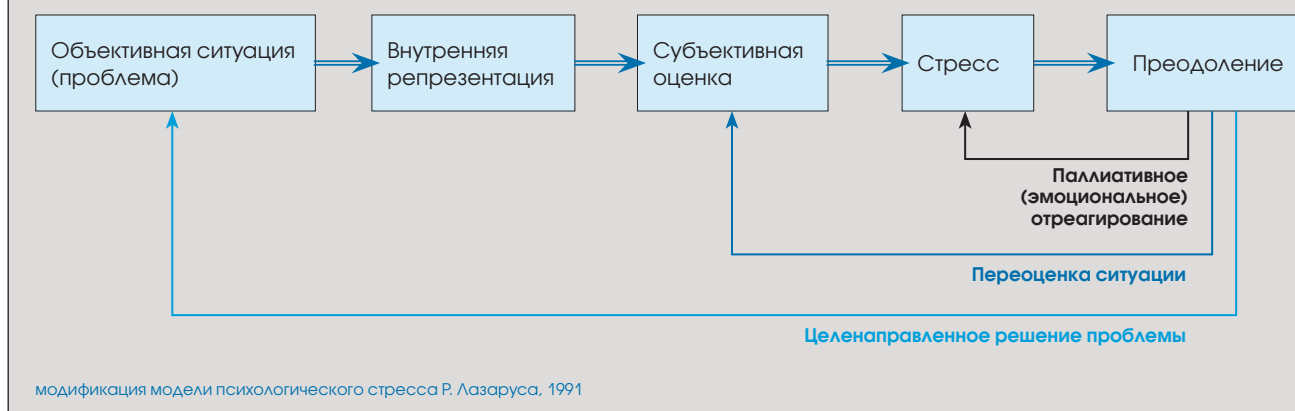 Объективная ситуация
(проблема)
Внутренняя
репрезентация
Субъективная
оценка
Стресс
Преодоление
Паллиативное
(эмоциональное)
отреагирование
Переоценка ситуации
Целенаправленное решение проблемы
модификация модели психологического стресса Р. Лазаруса, 1991